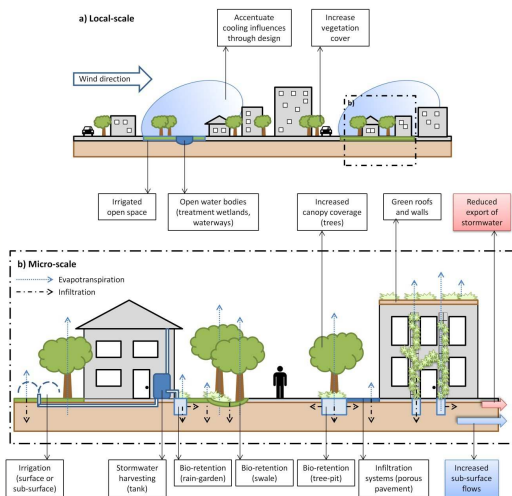 a) Local-scale
Accentuate
cooling influences
through design
Increase
vegetation
cover
Wind direction
b)
Irrigated
open space
Open water bodies
(treatment wetlands,
waterways)
Increased
canopy coverage
(trees)
Green roofs
and walls
Reduced
export of
stormwater
b) Micro-scale
Evapotranspiration
Infiltration
Irrigation
(surface or
sub-surface)
Stormwater
harvesting
(tank)
Bio-retention
(rain-garden)
Bio-retention
(swale)
Bio-retention
(tree-pit)
Infiltration
systems (porous
pavement)
Increased
sub-surface
flows